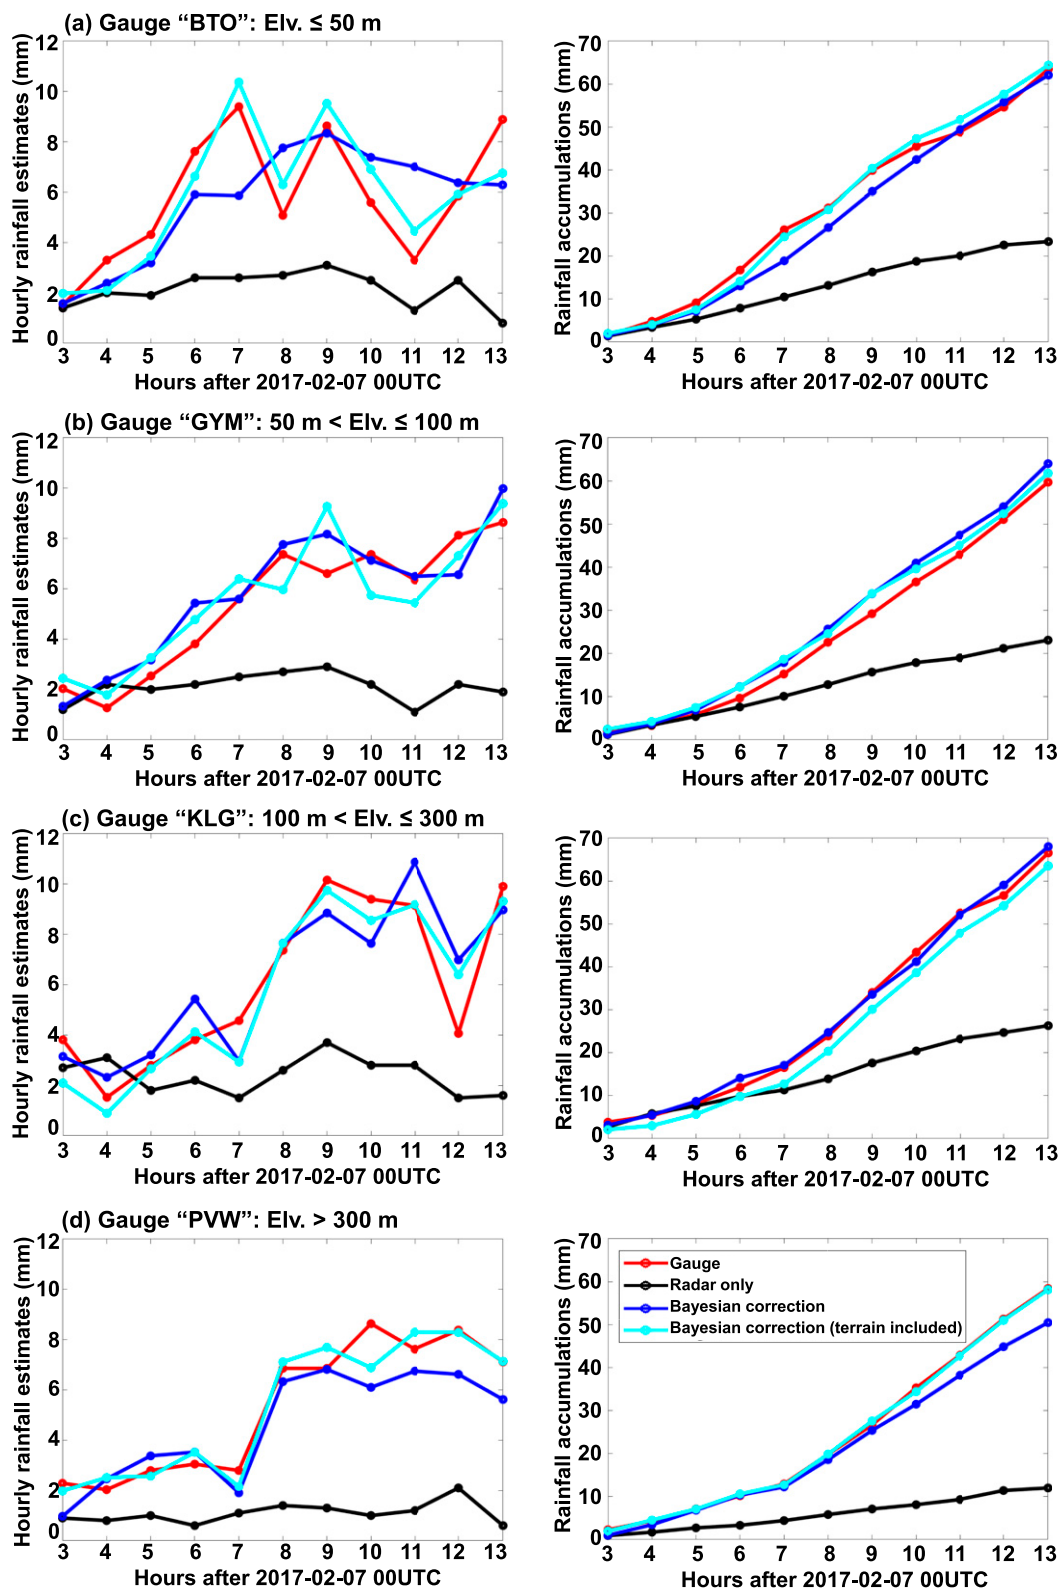 (a) Gauge “BTO”: Elv. ≤ 50 m
Hourly rainfall estimates (mm)
12
10
8
6
4
2
0
3 4 5 6 7 8 9 10 11 12 13
Hours after 2017-02-07 00UTC
Rainfall accumulations (mm)
70
60
50
40
30
20
10
0
3 4 5 6 7 8 9 10 11 12 13
Hours after 2017-02-07 00UTC
(b) Gauge “GYM”: 50 m < Elv. ≤ 100 m
Hourly rainfall estimates (mm)
12
10
8
6
4
2
0
3 4 5 6 7 8 9 10 11 12 13
Hours after 2017-02-07 00UTC
Rainfall accumulations (mm)
70
60
50
40
30
20
10
0
3 4 5 6 7 8 9 10 11 12 13
Hours after 2017-02-07 00UTC
(c) Gauge “KLG”: 100 m < Elv. ≤ 300 m
Hourly rainfall estimates (mm)
12
10
8
6
4
2
0
3 4 5 6 7 8 9 10 11 12 13
Hours after 2017-02-07 00UTC
Rainfall accumulations (mm)
70
60
50
40
30
20
10
0
3 4 5 6 7 8 9 10 11 12 13
Hours after 2017-02-07 00UTC
(d) Gauge “PVW”: Elv. > 300 m
Hourly rainfall estimates (mm)
12
10
8
6
4
2
0
3 4 5 6 7 8 9 10 11 12 13
Hours after 2017-02-07 00UTC
Rainfall accumulations (mm)
70
60
50
40
30
20
10
0
Gauge
Radar only
Bayesian correction
Bayesian correction (terrain included)
3 4 5 6 7 8 9 10 11 12 13
Hours after 2017-02-07 00UTC